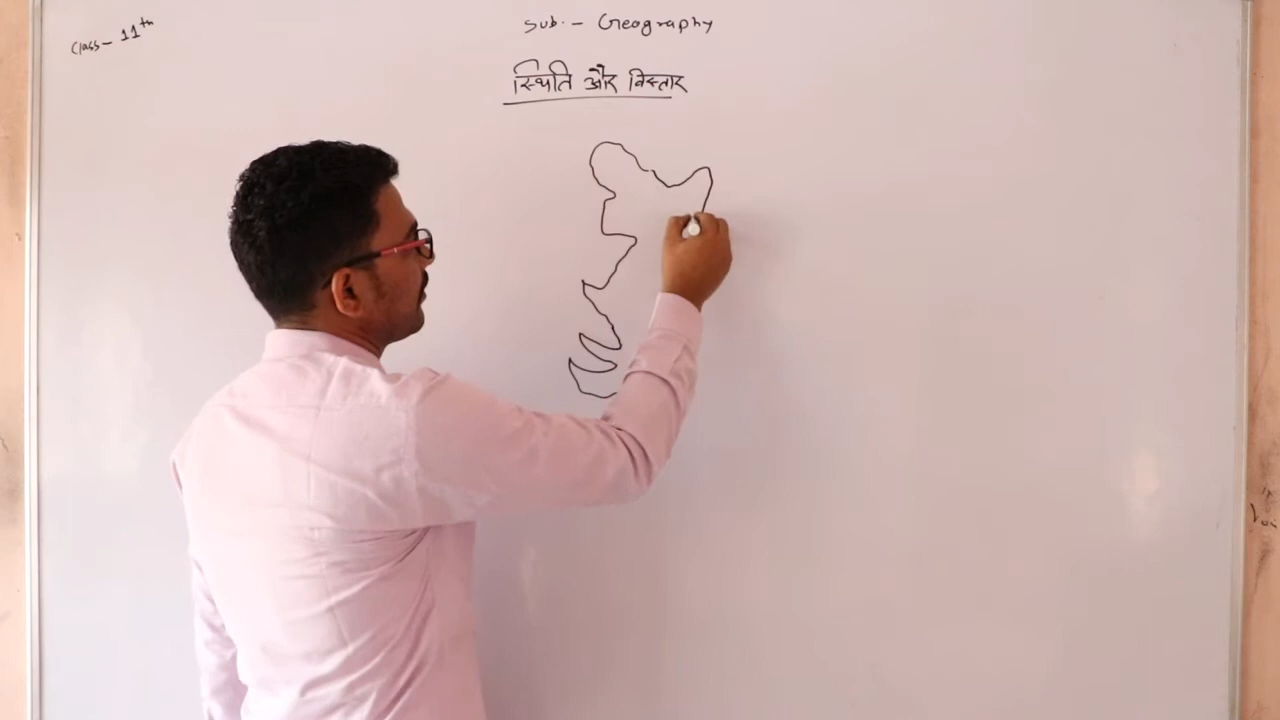 Class- 11th
Sub.- Geography
स्थिति और विस्तार